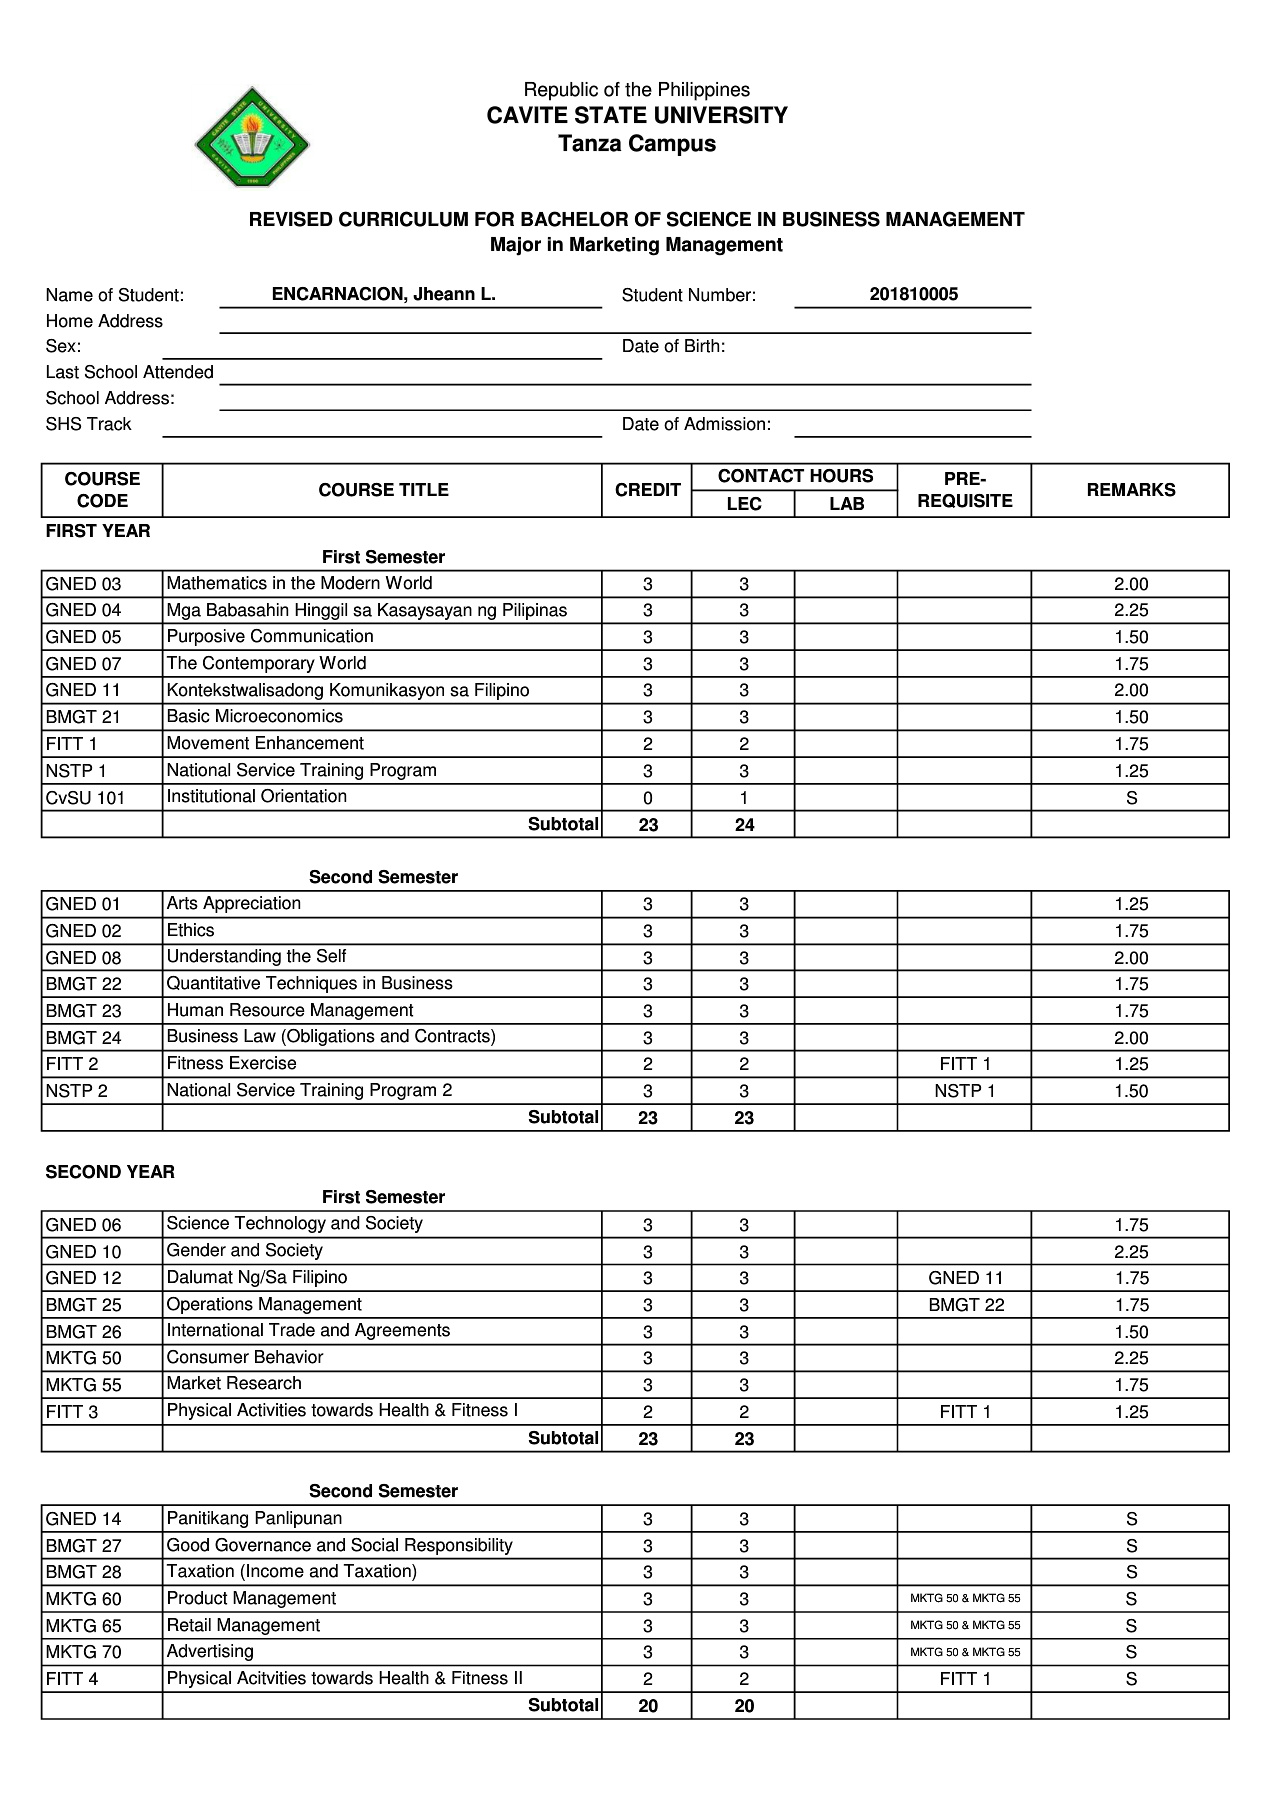 Republic of the Philippines
CAVITE STATE UNIVERSITY
Tanza Campus
CAVITE STATE UNIVERSITY
REVISED CURRICULUM FOR BACHELOR OF SCIENCE IN BUSINESS MANAGEMENT
Major in Marketing Management
Name of Student: ENCARNACION, Jheann L. Student Number: 201810005
Home Address
Sex: Date of Birth:
Last School Attended
School Address:
SHS Track Date of Admission:
COURSE CODE COURSE TITLE CREDIT CONTACT HOURS LEC LAB PRE-REQUISITE REMARKS
FIRST YEAR
First Semester
GNED 03 Mathematics in the Modern World 3 3 2.00
GNED 04 Mga Babasahin Hinggil sa Kasaysayan ng Pilipinas 3 3 2.25
GNED 05 Purposive Communication 3 3 1.50
GNED 07 The Contemporary World 3 3 1.75
GNED 11 Kontekstwalisadong Komunikasyon sa Filipino 3 3 2.00
BMGT 21 Basic Microeconomics 3 3 1.50
FITT 1 Movement Enhancement 2 2 1.75
NSTP 1 National Service Training Program 3 3 1.25
CvSU 101 Institutional Orientation 0 1 S
Subtotal 23 24
Second Semester
GNED 01 Arts Appreciation 3 3 1.25
GNED 02 Ethics 3 3 1.75
GNED 08 Understanding the Self 3 3 2.00
BMGT 22 Quantitative Techniques in Business 3 3 1.75
BMGT 23 Human Resource Management 3 3 1.75
BMGT 24 Business Law (Obligations and Contracts) 3 3 2.00
FITT 2 Fitness Exercise 2 2 FITT 1 1.25
NSTP 2 National Service Training Program 2 3 3 NSTP 1 1.50
Subtotal 23 23
SECOND YEAR
First Semester
GNED 06 Science Technology and Society 3 3 1.75
GNED 10 Gender and Society 3 3 2.25
GNED 12 Dalumat Ng/Sa Filipino 3 3 GNED 11 1.75
BMGT 25 Operations Management 3 3 BMGT 22 1.75
BMGT 26 International Trade and Agreements 3 3 1.50
MKTG 50 Consumer Behavior 3 3 2.25
MKTG 55 Market Research 3 3 1.75
FITT 3 Physical Activities towards Health & Fitness I 2 2 FITT 1 1.25
Subtotal 23 23
Second Semester
GNED 14 Panitikang Panlipunan 3 3 S
BMGT 27 Good Governance and Social Responsibility 3 3 S
BMGT 28 Taxation (Income and Taxation) 3 3 S
MKTG 60 Product Management 3 3 MKTG 50 & MKTG 55 S
MKTG 65 Retail Management 3 3 MKTG 50 & MKTG 55 S
MKTG 70 Advertising 3 3 MKTG 50 & MKTG 55 S
FITT 4 Physical Acitvities towards Health & Fitness II 2 2 FITT 1 S
Subtotal 20 20